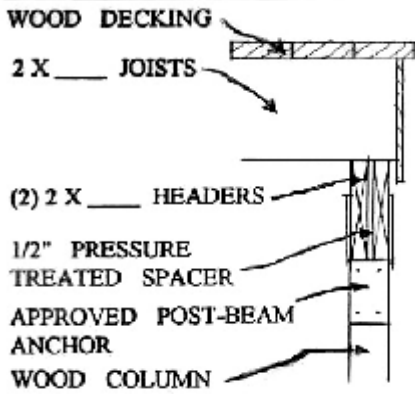 WOOD DECKING
2 X ____ JOISTS
(2) 2 X ____ HEADERS
1/2" PRESSURE
TREATED SPACER
APPROVED POST-BEAM
ANCHOR
WOOD COLUMN